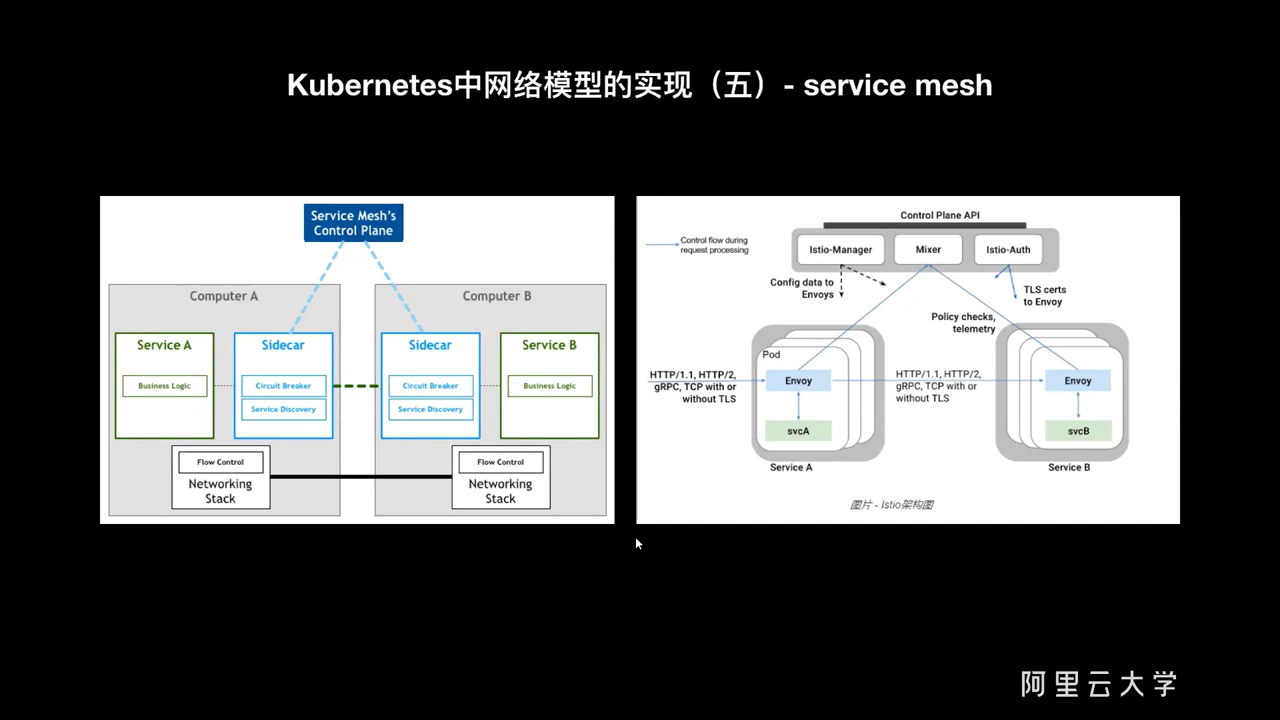 Kubernetes中网络模型的实现（五）- service mesh
Service Mesh's
Control Plane
Computer A
Computer B
Service A
Sidecar
Sidecar
Service B
Business Logic
Circuit Breaker
Circuit Breaker
Business Logic
Service Discovery
Service Discovery
Flow Control
Flow Control
Networking
Stack
Networking
Stack
Control Plane API
Control flow during
request processing
Istio-Manager
Mixer
Istio-Auth
Config data to
Envoys
TLS certs
to Envoy
Policy checks,
telemetry
Pod
HTTP/1.1, HTTP/2,
gRPC, TCP with or
without TLS
Envoy
HTTP/1.1, HTTP/2,
gRPC, TCP with or
without TLS
Envoy
svcA
svcB
Service A
Service B
图片 - Istio架构图
阿里云大学